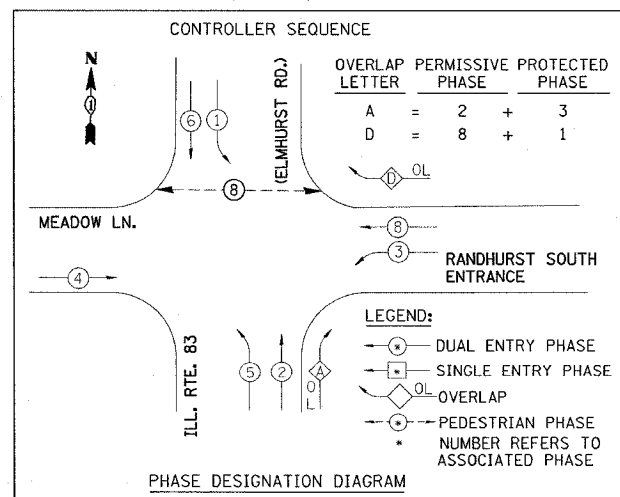 CONTROLLER SEQUENCE
N
1
6
1
(ELMHURST RD.)
OVERLAP LETTER PERMISSIVE PHASE PROTECTED PHASE
A = 2 + 3
D = 8 + 1
D OL
8
MEADOW LN.
8
3
RANDHURST SOUTH
ENTRANCE
4
ILL. RTE. 83
5
2
A
OL
LEGEND:
* DUAL ENTRY PHASE
* SINGLE ENTRY PHASE
OL OVERLAP
* PEDESTRIAN PHASE
* NUMBER REFERS TO
ASSOCIATED PHASE
PHASE DESIGNATION DIAGRAM